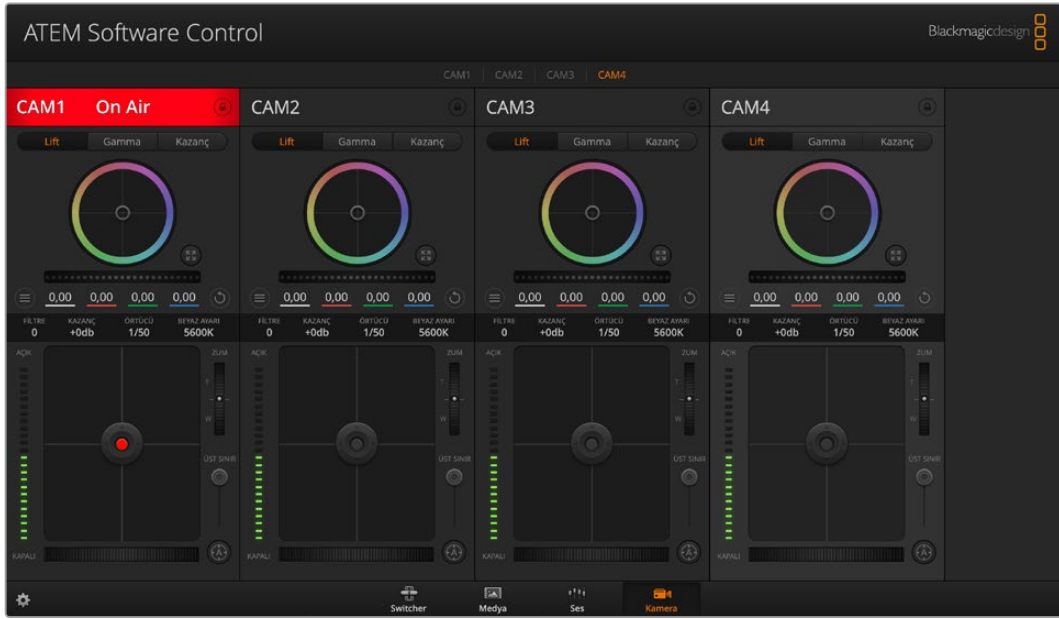 ATEM Software Control
Blackmagicdesign
CAM1 CAM2 CAM3 CAM4
CAM1 On Air CAM2 CAM3 CAM4
Lift Gamma Kazanç Lift Gamma Kazanç Lift Gamma Kazanç Lift Gamma Kazanç
0,00 0,00 0,00 0,00 0,00 0,00 0,00 0,00 0,00 0,00 0,00 0,00 0,00 0,00 0,00 0,00
FİLTRE KAZANÇ ÖRTÜCÜ BEYAZ AYARI FİLTRE KAZANÇ ÖRTÜCÜ BEYAZ AYARI FİLTRE KAZANÇ ÖRTÜCÜ BEYAZ AYARI FİLTRE KAZANÇ ÖRTÜCÜ BEYAZ AYARI
0 +0db 1/50 5600K 0 +0db 1/50 5600K 0 +0db 1/50 5600K 0 +0db 1/50 5600K
AÇIK ZUM AÇIK ZUM AÇIK ZUM AÇIK ZUM
T T T T
W W W W
ÜST SINIR ÜST SINIR ÜST SINIR ÜST SINIR
KAPALI A KAPALI A KAPALI A KAPALI A
Switcher Medya Ses Kamera